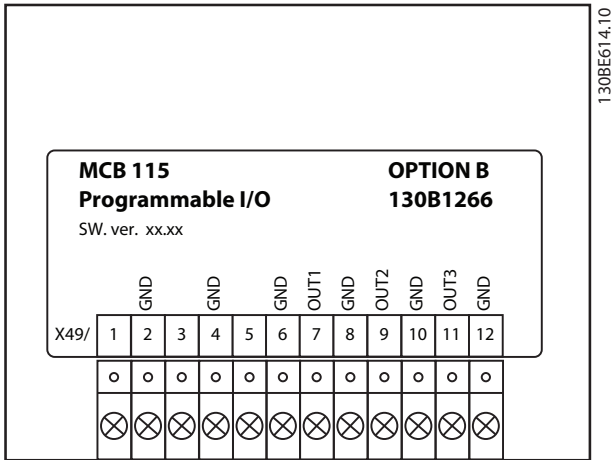 130BE614.10
MCB 115 OPTION B
Programmable I/O 130B1266
SW. ver. xx.xx
GND GND GND OUT1 GND OUT2 GND OUT3 GND
X49/ 1 2 3 4 5 6 7 8 9 10 11 12